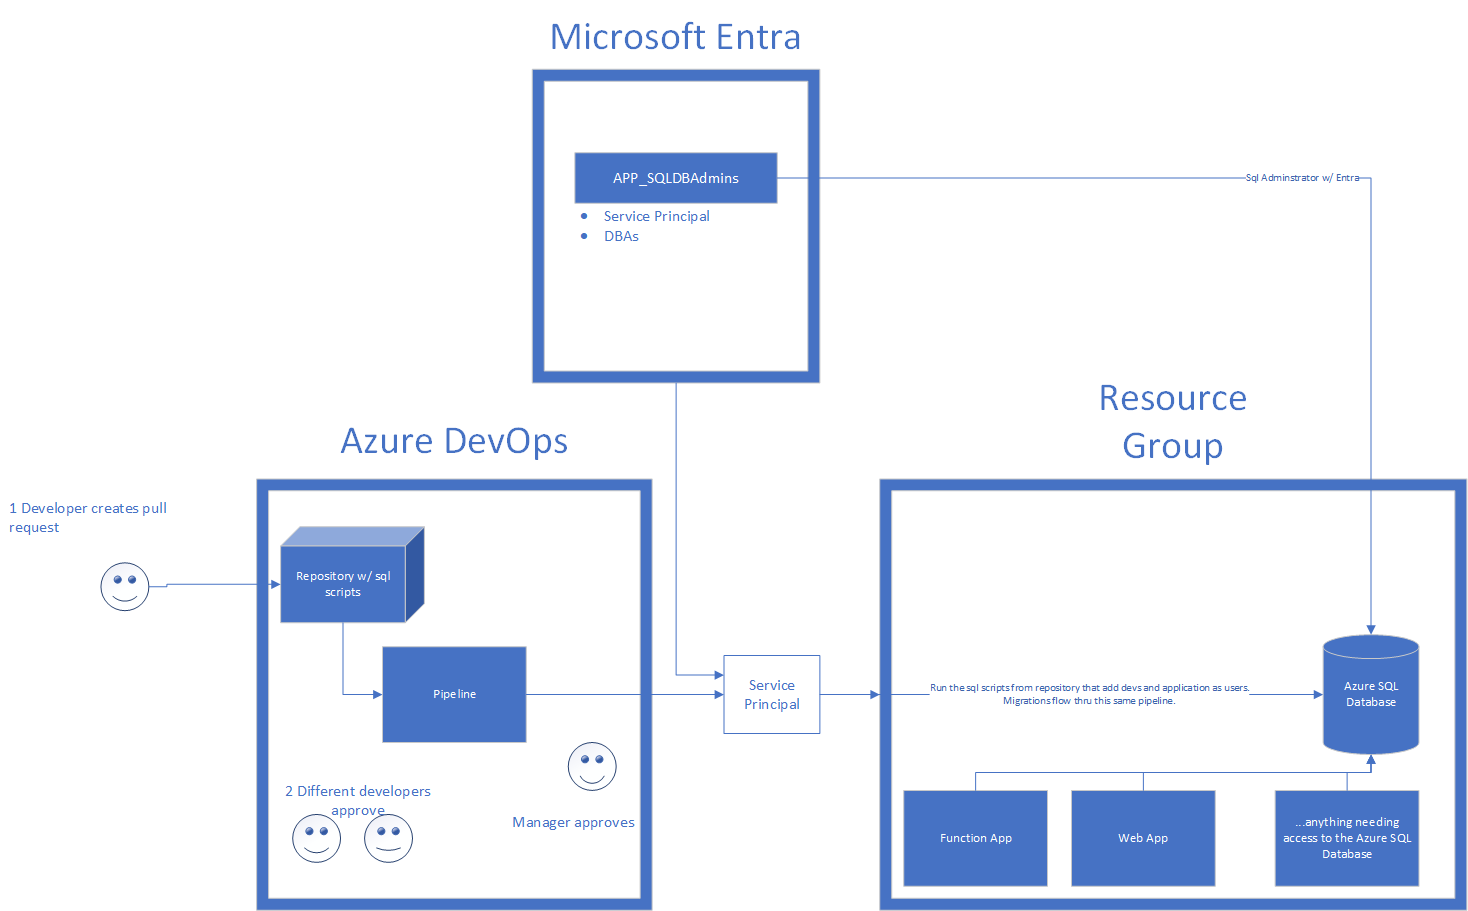 Microsoft Entra
APP_SQLDBAdmins
Service Principal
DBAs
Sql Adminstrator w/ Entra
Resource
Group
Azure DevOps
1 Developer creates pull
request
Repository w/ sql
scripts
Pipeline
Service
Principal
Run the sql scripts from repository that add devs and application as users.
Migrations flow thru this same pipeline.
Azure SQL
Database
2 Different developers
approve
Manager approves
Function App
Web App
...anything needing
access to the Azure SQL
Database